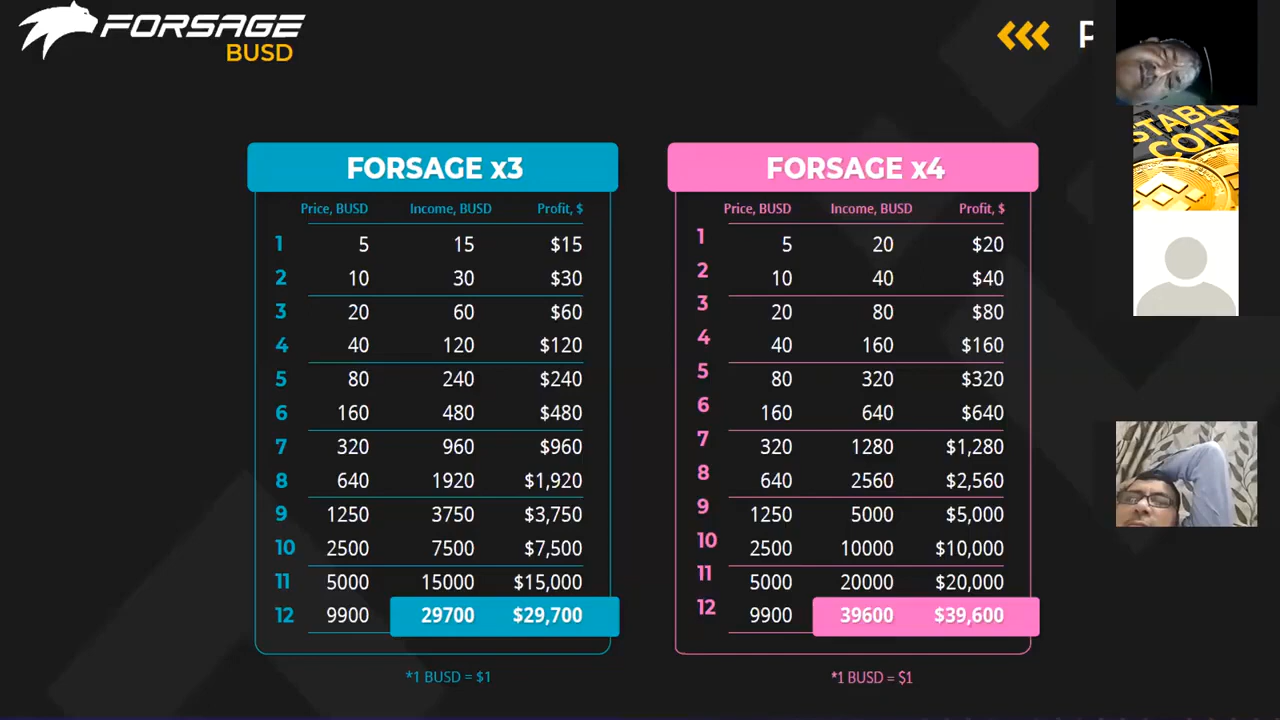 FORSAGE
BUSD
P
FORSAGE x3
Price, BUSD Income, BUSD Profit, $
1 5 15 $15
2 10 30 $30
3 20 60 $60
4 40 120 $120
5 80 240 $240
6 160 480 $480
7 320 960 $960
8 640 1920 $1,920
9 1250 3750 $3,750
10 2500 7500 $7,500
11 5000 15000 $15,000
12 9900 29700 $29,700
*1 BUSD = $1
FORSAGE x4
Price, BUSD Income, BUSD Profit, $
1 5 20 $20
2 10 40 $40
3 20 80 $80
4 40 160 $160
5 80 320 $320
6 160 640 $640
7 320 1280 $1,280
8 640 2560 $2,560
9 1250 5000 $5,000
10 2500 10000 $10,000
11 5000 20000 $20,000
12 9900 39600 $39,600
*1 BUSD = $1
STABLE
COIN